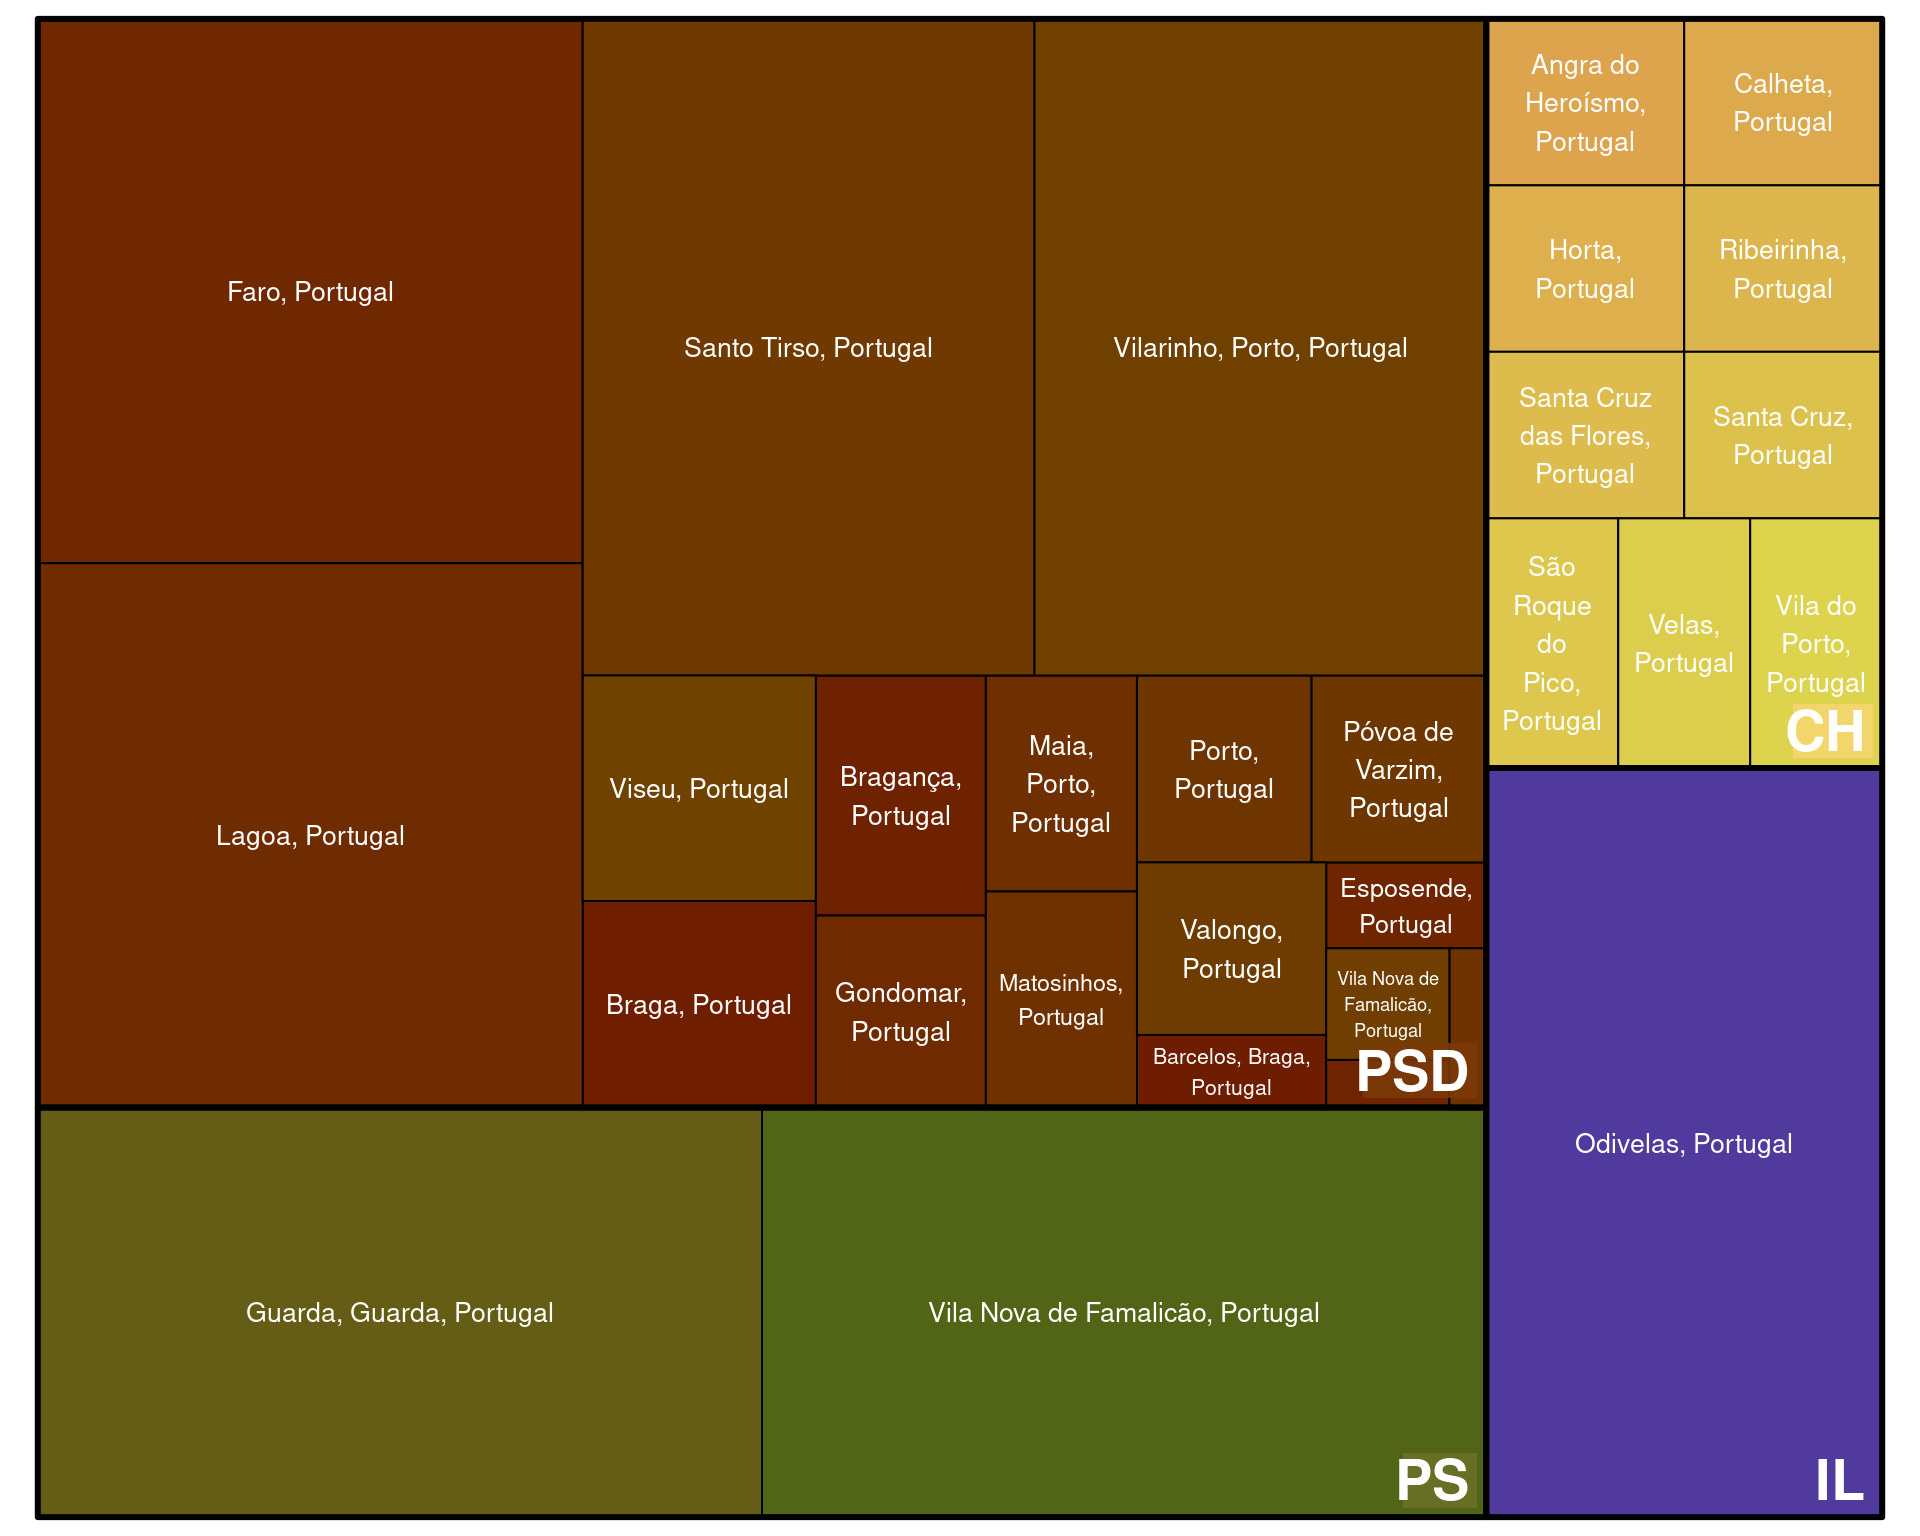 Faro, Portugal
Lagoa, Portugal
Santo Tirso, Portugal
Vilarinho, Porto, Portugal
Viseu, Portugal
Braga, Portugal
Bragança,
Portugal
Gondomar,
Portugal
Maia,
Porto,
Portugal
Matosinhos,
Portugal
Porto,
Portugal
Póvoa de
Varzim,
Portugal
Valongo,
Portugal
Barcelos, Braga,
Portugal
Esposende,
Portugal
Vila Nova de
Famalicão,
Portugal
PSD
Guarda, Guarda, Portugal
Vila Nova de Famalicão, Portugal
PS
Angra do
Heroísmo,
Portugal
Calheta,
Portugal
Horta,
Portugal
Ribeirinha,
Portugal
Santa Cruz
das Flores,
Portugal
Santa Cruz,
Portugal
São
Roque
do
Pico,
Portugal
Velas,
Portugal
Vila do
Porto,
Portugal
CH
Odivelas, Portugal
IL